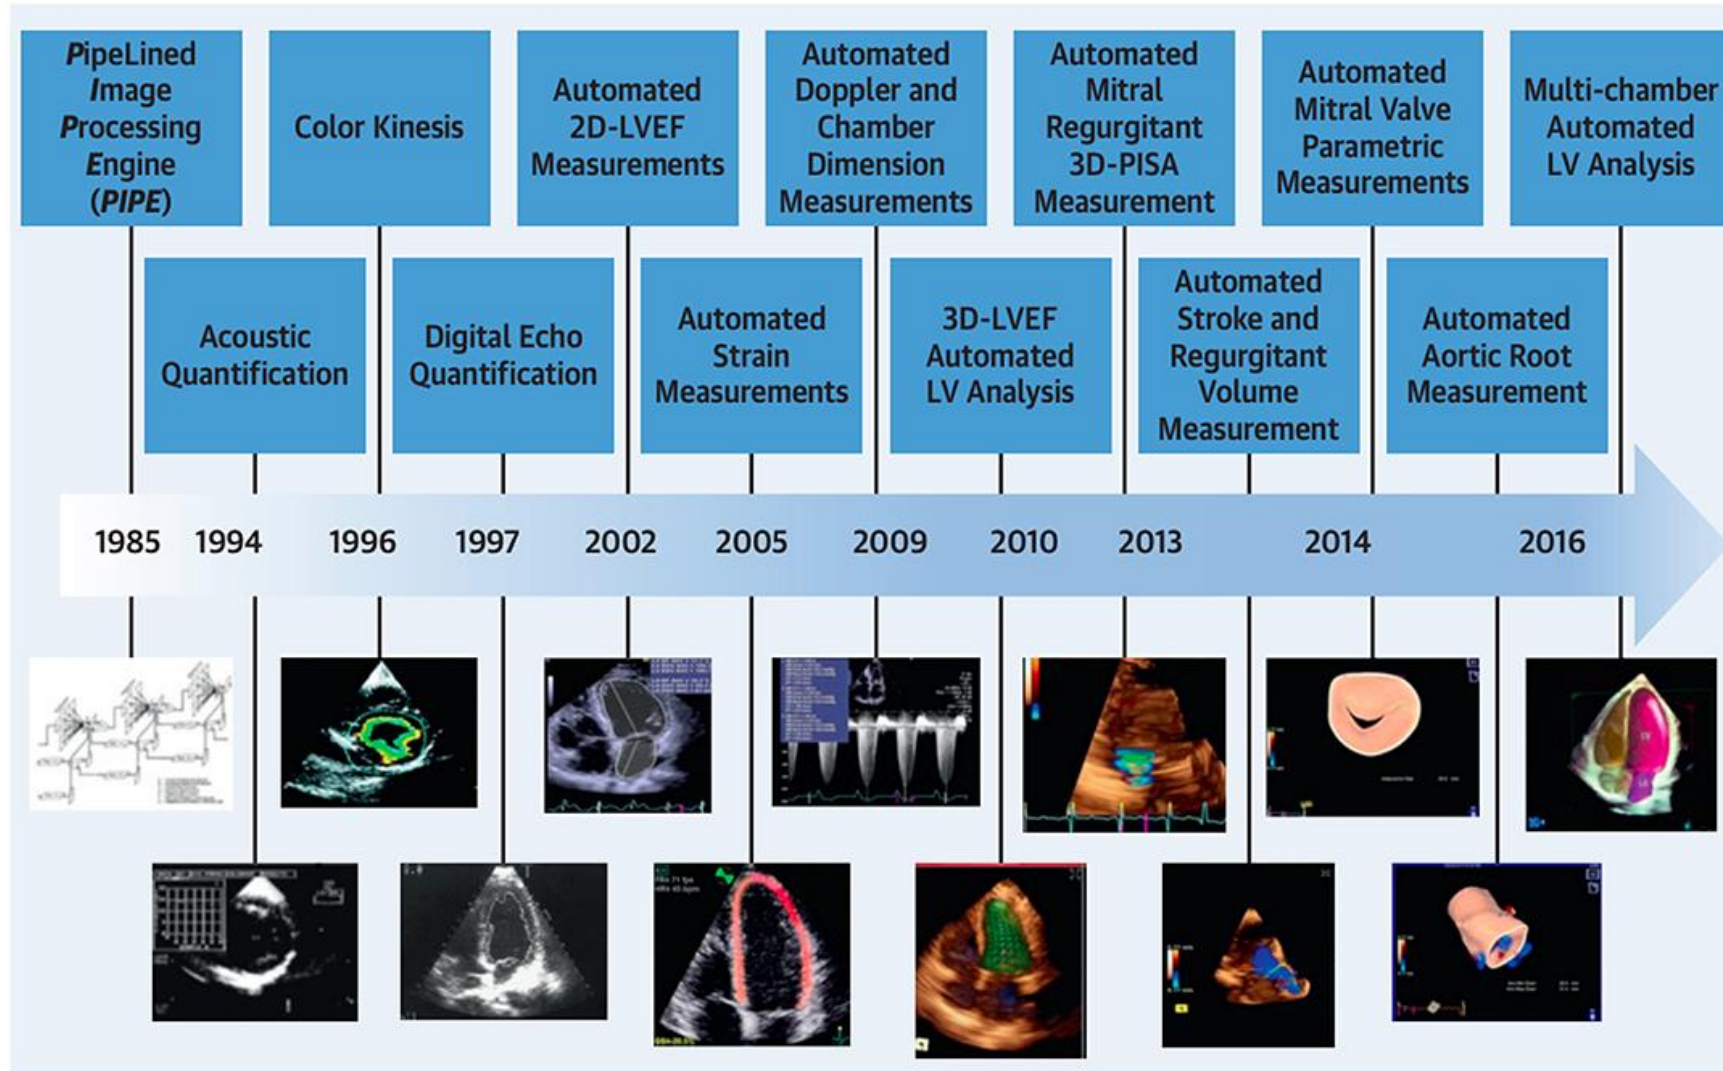 PipeLined
Image
Processing
Engine
(PIPE)
Color Kinesis
Automated
2D-LVEF
Measurements
Automated
Doppler and
Chamber
Dimension
Measurements
Automated
Mitral
Regurgitant
3D-PISA
Measurement
Automated
Mitral Valve
Parametric
Measurements
Multi-chamber
Automated
LV Analysis
Acoustic
Quantification
Digital Echo
Quantification
Automated
Strain
Measurements
3D-LVEF
Automated
LV Analysis
Automated
Stroke and
Regurgitant
Volume
Measurement
Automated
Aortic Root
Measurement
1985 1994 1996 1997 2002 2005 2009 2010 2013 2014 2016